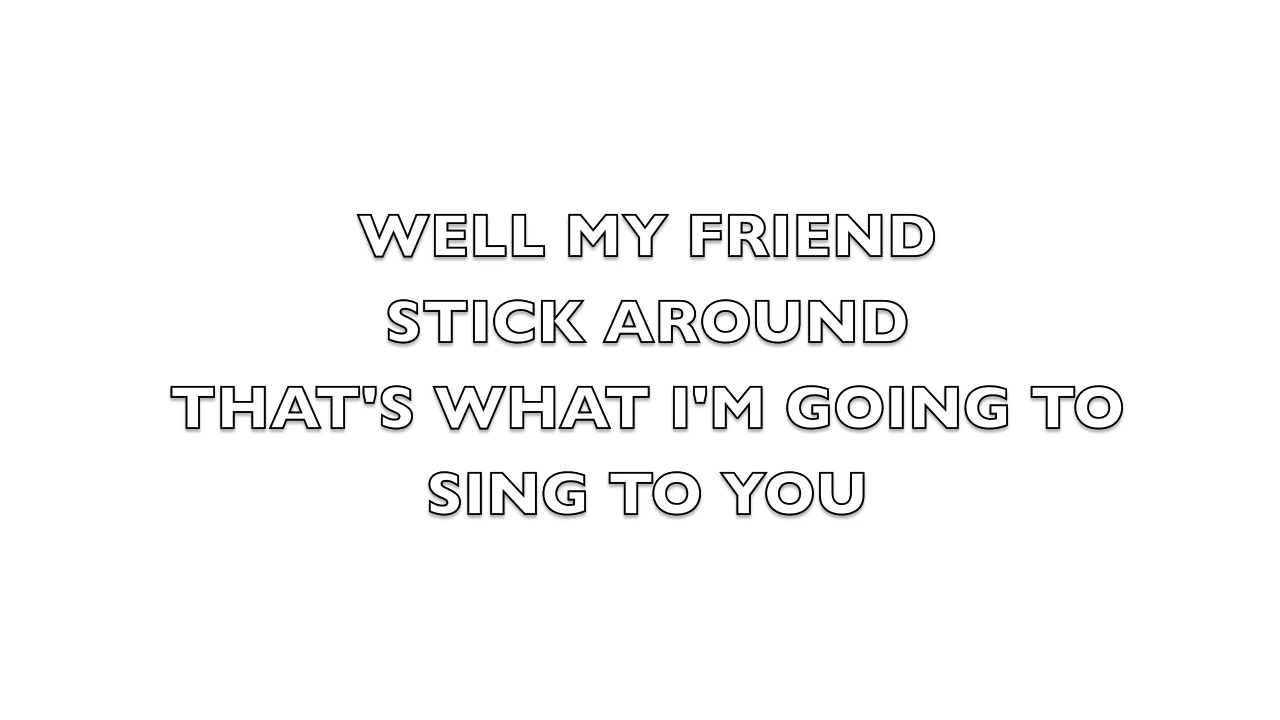 WELL MY FRIEND
STICK AROUND
THAT'S WHAT I'M GOING TO
SING TO YOU